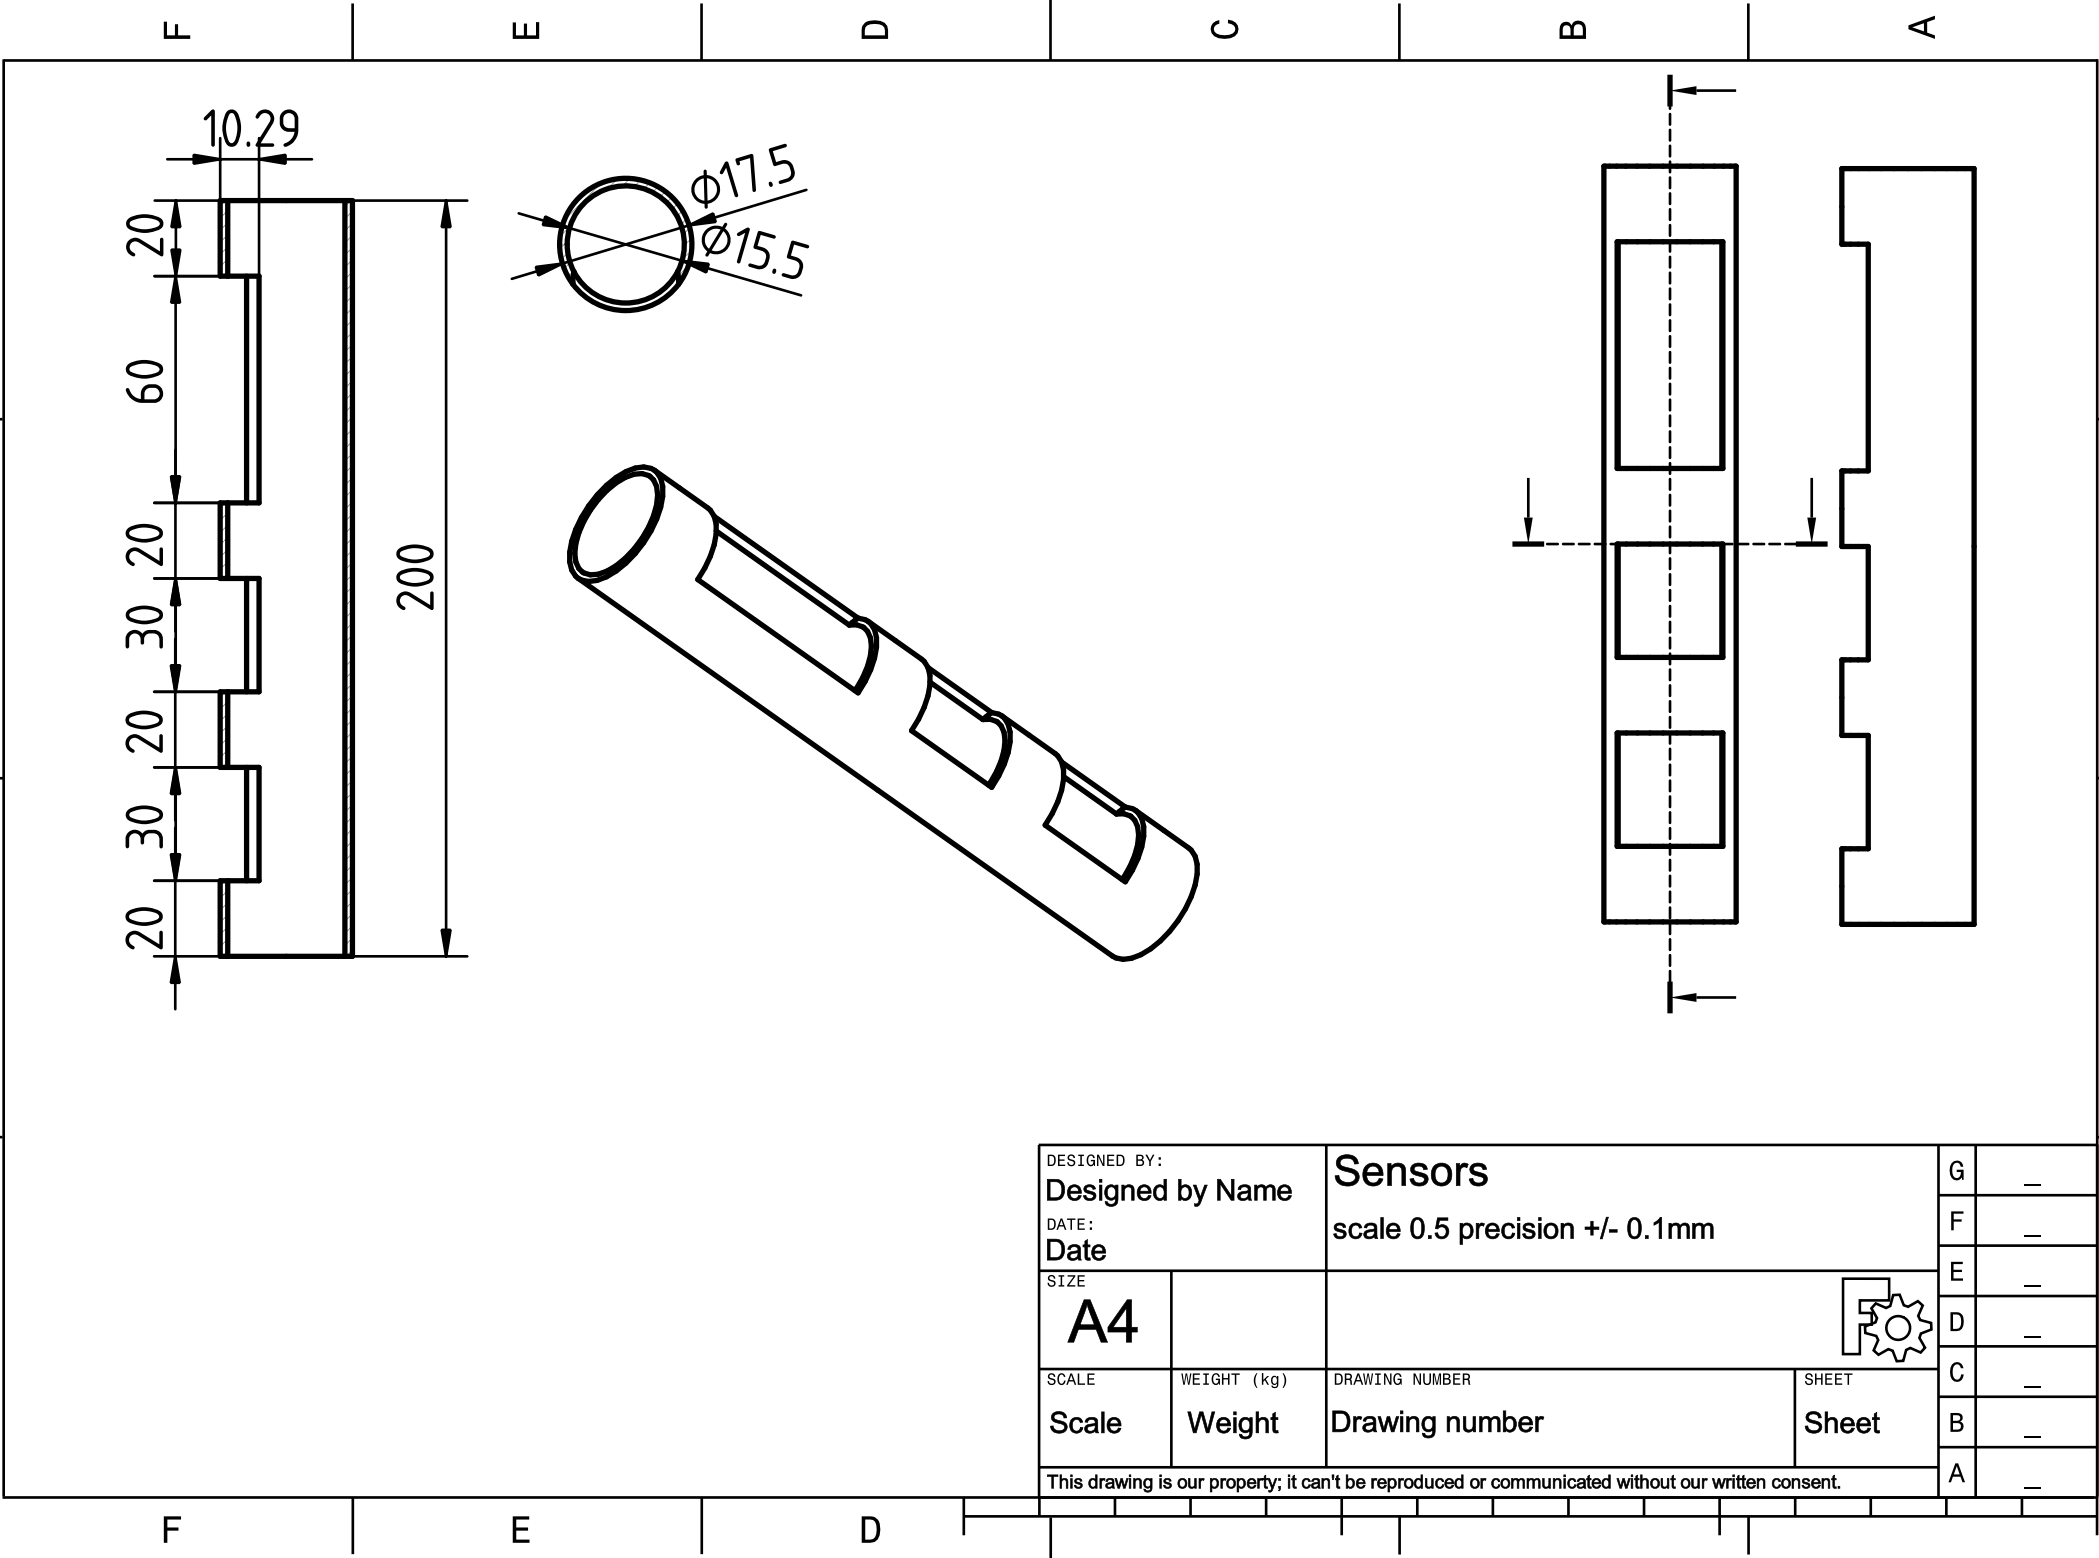 F E D C B A
10.29
20
60
20
30
20
30
20
200
Φ17.5
Ø15.5
DESIGNED BY:
Designed by Name
DATE:
Date
Sensors
scale 0.5 precision +/- 0.1mm
SIZE
A4
SCALE
Scale
WEIGHT (kg)
Weight
DRAWING NUMBER
Drawing number
SHEET
Sheet
This drawing is our property; it can't be reproduced or communicated without our written consent.
G _
F _
E _
D _
C _
B _
A _
F E D